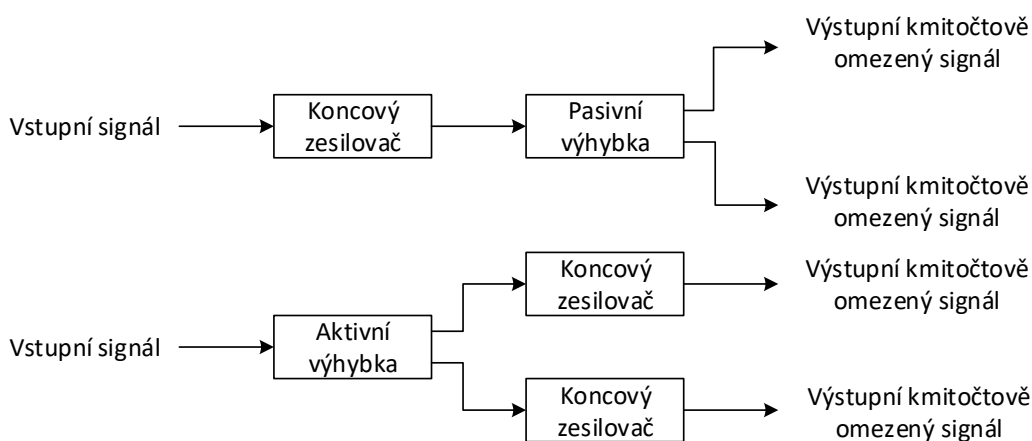 Výstupní kmitočtově
omezený signál
Vstupní signál
Koncový
zesilovač
Pasivní
výhybka
Výstupní kmitočtově
omezený signál
Koncový
zesilovač
Výstupní kmitočtově
omezený signál
Vstupní signál
Aktivní
výhybka
Koncový
zesilovač
Výstupní kmitočtově
omezený signál